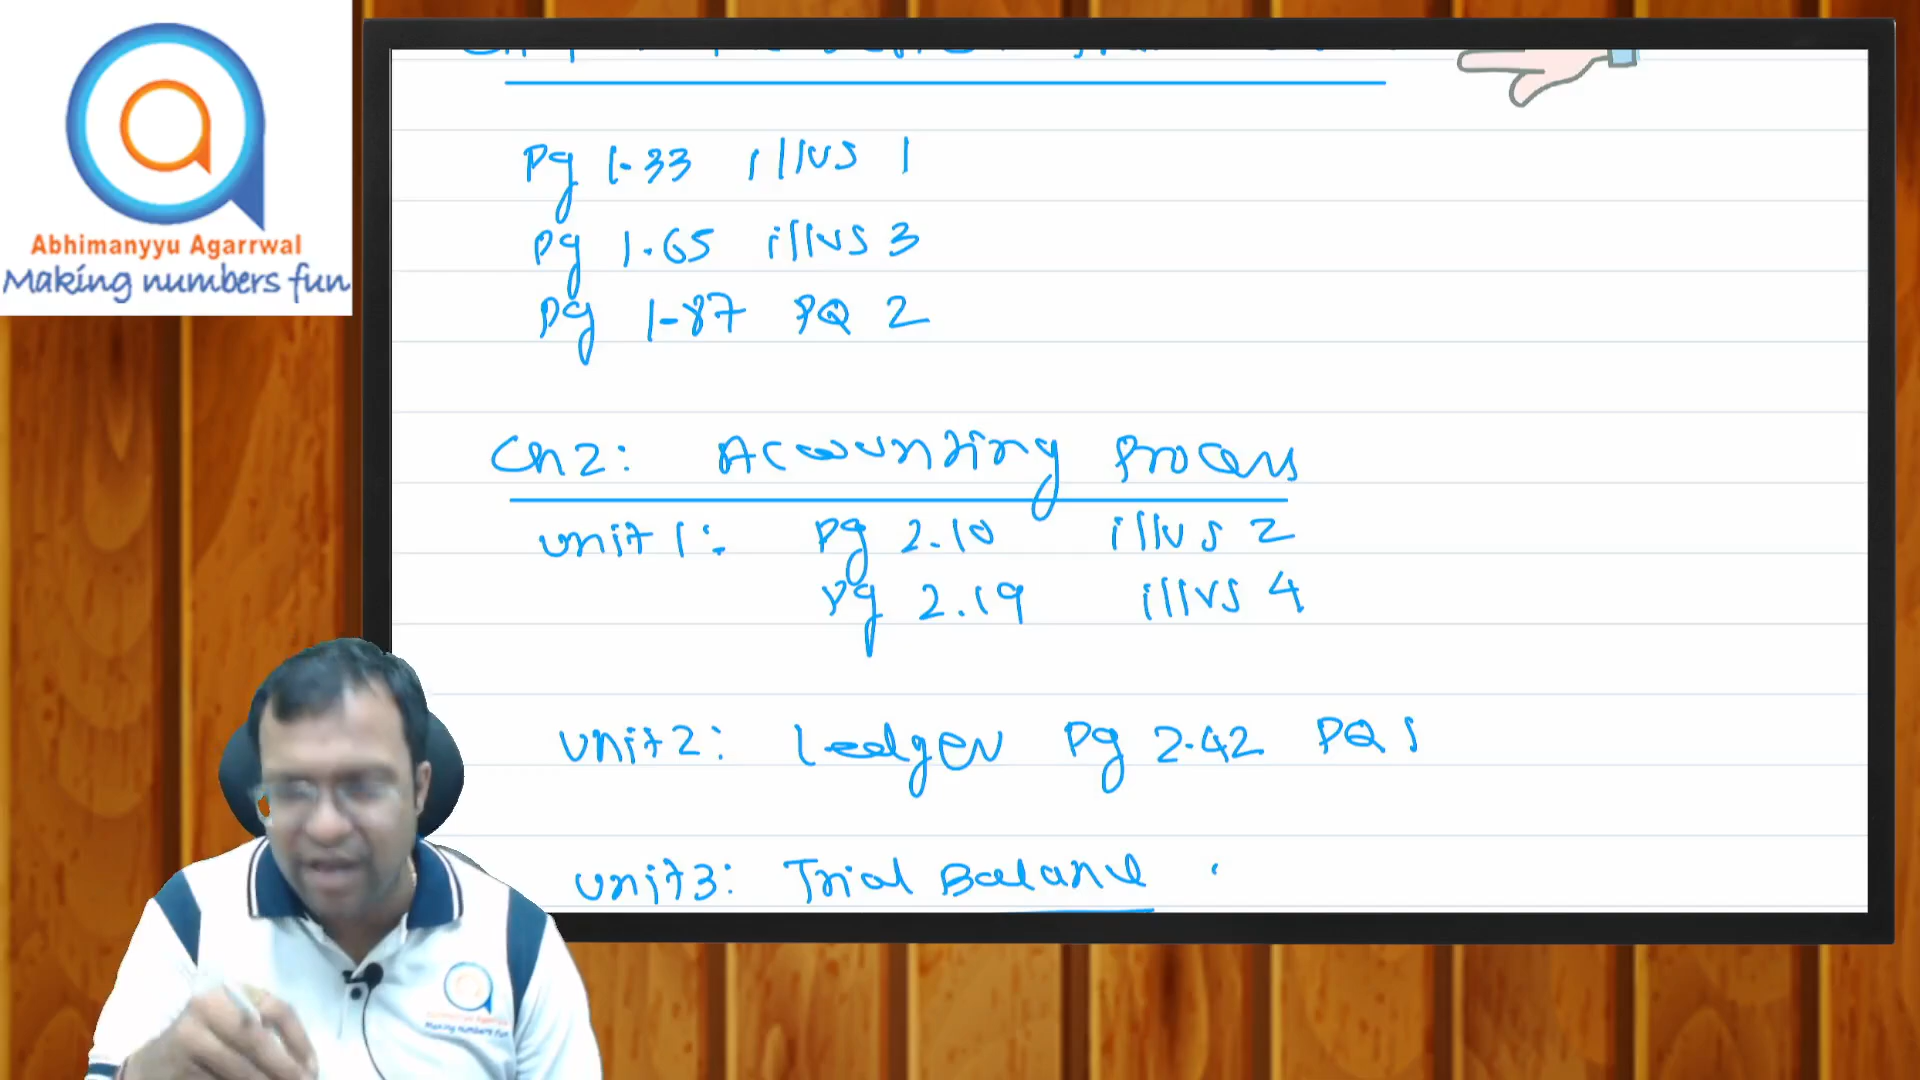 Abhimanyyu Agarrwal
Making numbers fun
Pg 1.33 illus 1
Pg 1.65 illus 3
Pg 1.87 PQ 2
Ch 2: Accounting Process
unit 1: Pg 2.10 illus 2
Pg 2.19 illus 4
unit 2: Ledger Pg 2.42 PQ 1
unit 3: Trial Balance